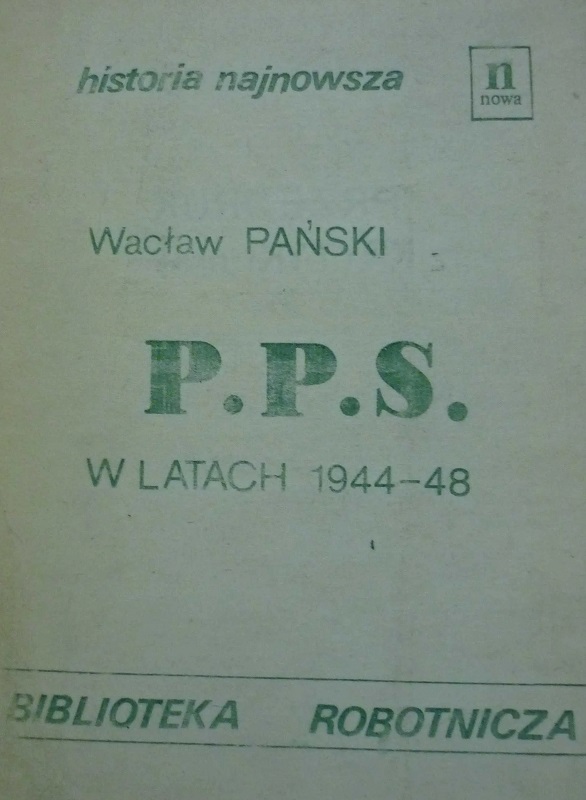 historia najnowsza
n
nowa
Wacław PAŃSKI
P.P.S.
W LATACH 1944-48
BIBLIOTEKA ROBOTNICZA